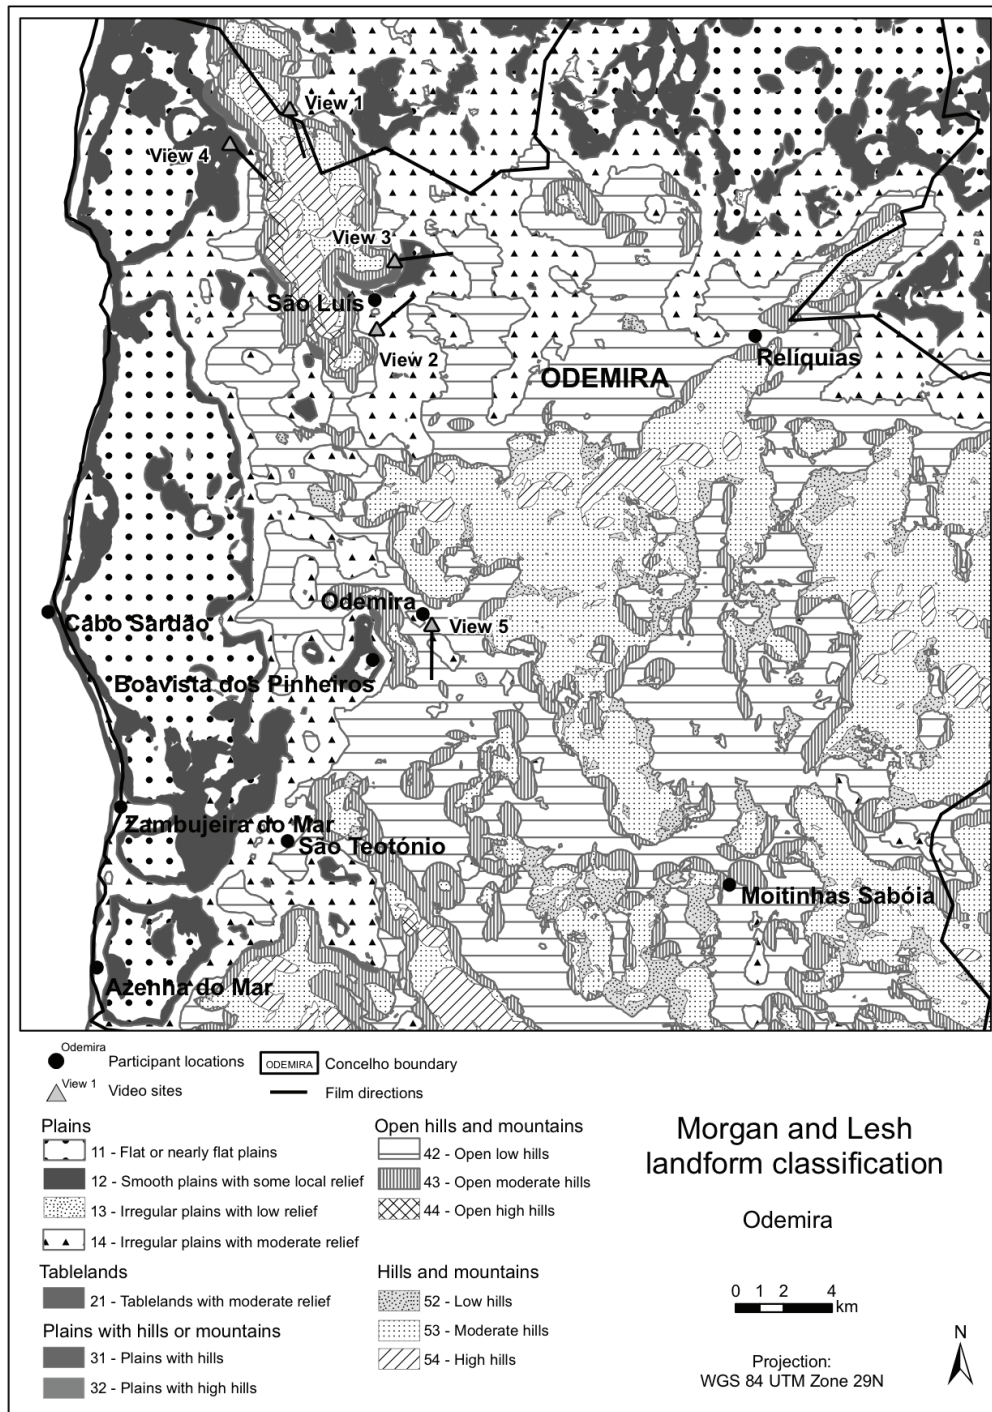 View 1
View 4
View 3
São Luís
View 2
Relíquias
ODEMIRA
Odemira
View 5
Cabo Sardão
Boavista dos Pinheiros
Zambujeira do Mar
São Teotónio
Moitinhas Sabóia
Azenha do Mar
Odemira
Participant locations
ODEMIRA
Concelho boundary
View 1
Video sites
Film directions
Plains
11 - Flat or nearly flat plains
12 - Smooth plains with some local relief
13 - Irregular plains with low relief
14 - Irregular plains with moderate relief
Tablelands
21 - Tablelands with moderate relief
Plains with hills or mountains
31 - Plains with hills
32 - Plains with high hills
Open hills and mountains
42 - Open low hills
43 - Open moderate hills
44 - Open high hills
Hills and mountains
52 - Low hills
53 - Moderate hills
54 - High hills
Morgan and Lesh
landform classification
Odemira
0 1 2 4
km
Projection:
WGS 84 UTM Zone 29N
N